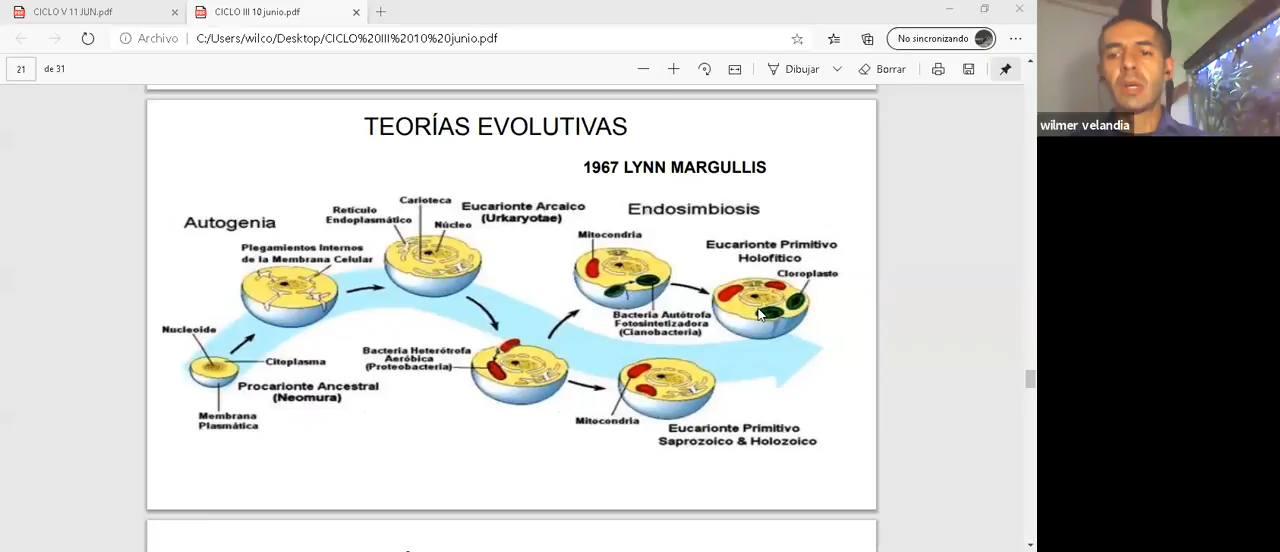 CICLO V 11 JUN.pdf
CICLO III 10 junio.pdf
Archivo
C:/Users/wilco/Desktop/CICLO%20III%2010%20junio.pdf
No sincronizando
21
de 31
Dibujar
Borrar
wilmer velandia
TEORÍAS EVOLUTIVAS
1967 LYNN MARGULLIS
Autogenia
Plegamientos Internos
de la Membrana Celular
Retículo
Endoplasmático
Carioteca
Núcleo
Eucarionte Arcaico
(Urkaryotae)
Endosimbiosis
Mitocondria
Eucarionte Primitivo
Holofítico
Cloroplasto
Bacteria Autótrofa
Fotosintetizadora
(Cianobacteria)
Nucleoide
Citoplasma
Procarionte Ancestral
(Neomura)
Membrana
Plasmática
Bacteria Heterótrofa
Aeróbica
(Proteobacteria)
Mitocondria
Eucarionte Primitivo
Saprozoico & Holozoico